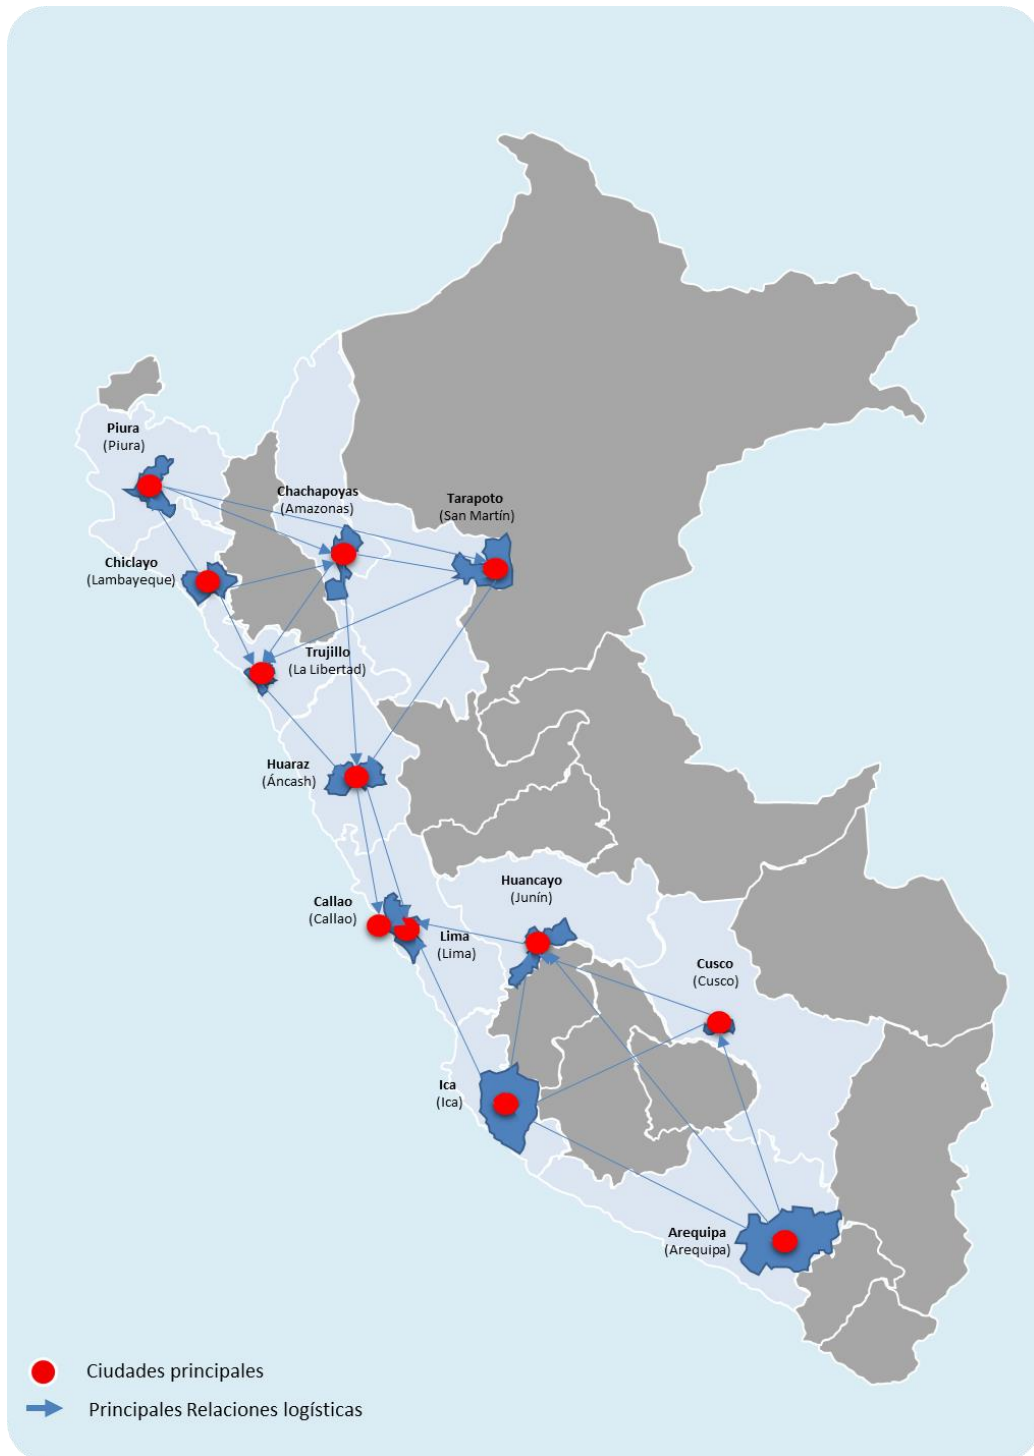 Piura
(Piura)
Chachapoyas
(Amazonas)
Tarapoto
(San Martín)
Chiclayo
(Lambayeque)
Trujillo
(La Libertad)
Huaraz
(Áncash)
Huancayo
(Junín)
Callao
(Callao)
Lima
(Lima)
Cusco
(Cusco)
Ica
(Ica)
Arequipa
(Arequipa)
Ciudades principales
Principales Relaciones logísticas